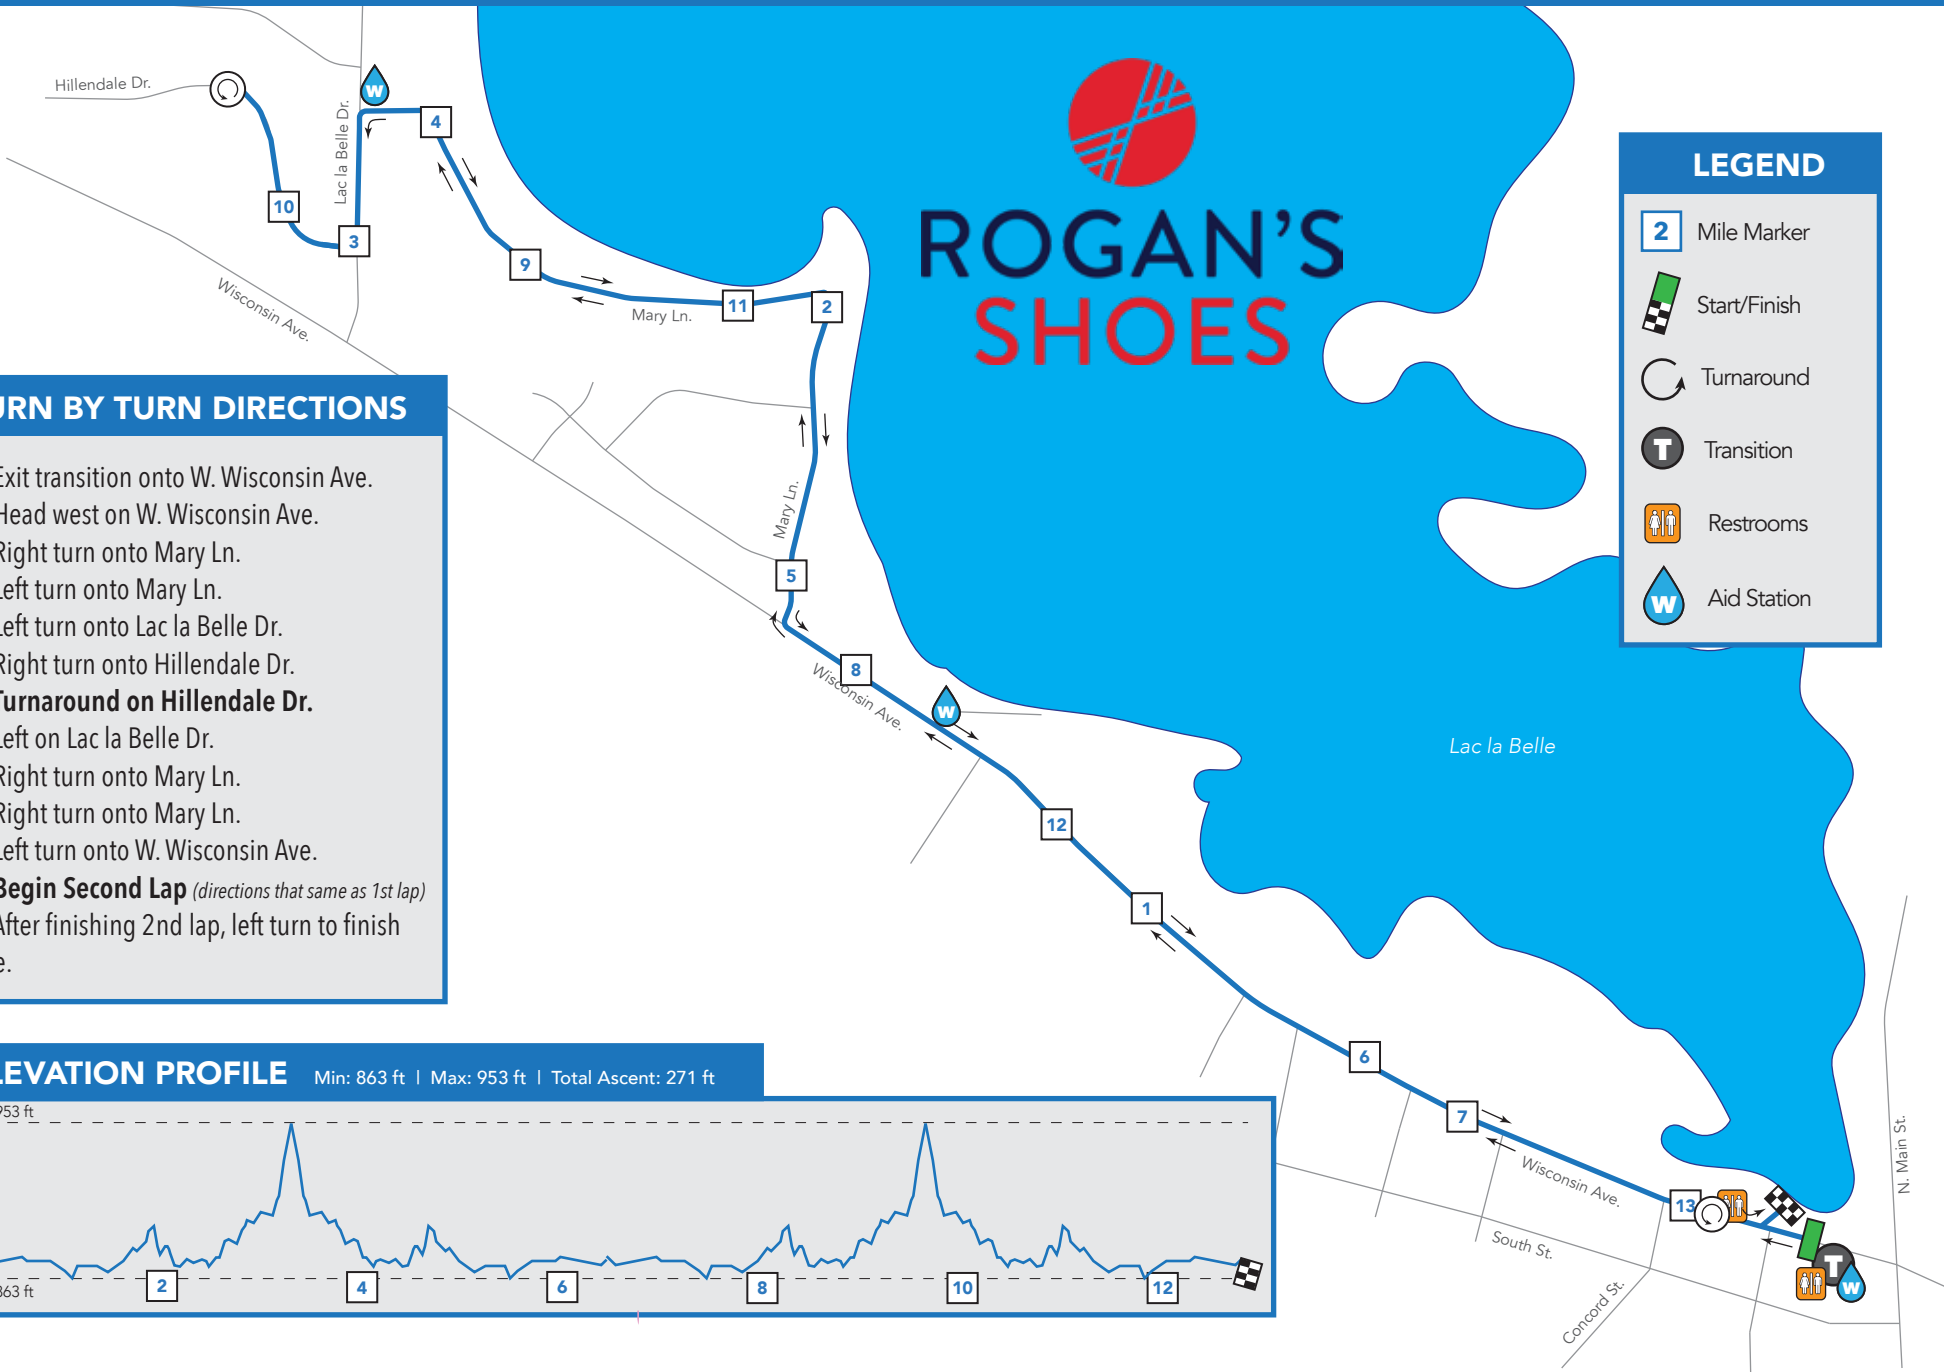 Hillendale Dr.
W
Lac la Belle Dr.
4
10
3
9
11
2
Mary Ln.
Wisconsin Ave.
ROGAN'S
SHOES
LEGEND
2 Mile Marker
Start/Finish
Turnaround
T Transition
Restrooms
W Aid Station
URN BY TURN DIRECTIONS
Exit transition onto W. Wisconsin Ave.
Head west on W. Wisconsin Ave.
Right turn onto Mary Ln.
Left turn onto Mary Ln.
Left turn onto Lac la Belle Dr.
Right turn onto Hillendale Dr.
Turnaround on Hillendale Dr.
Left on Lac la Belle Dr.
Right turn onto Mary Ln.
Right turn onto Mary Ln.
Left turn onto W. Wisconsin Ave.
Begin Second Lap (directions that same as 1st lap)
After finishing 2nd lap, left turn to finish
e.
Mary Ln.
5
8
Wisconsin Ave.
W
Lac la Belle
12
1
6
7
Wisconsin Ave.
13
South St.
Concord St.
N. Main St.
T
W
LEVATION PROFILE Min: 863 ft | Max: 953 ft | Total Ascent: 271 ft
953 ft
863 ft
2 4 6 8 10 12